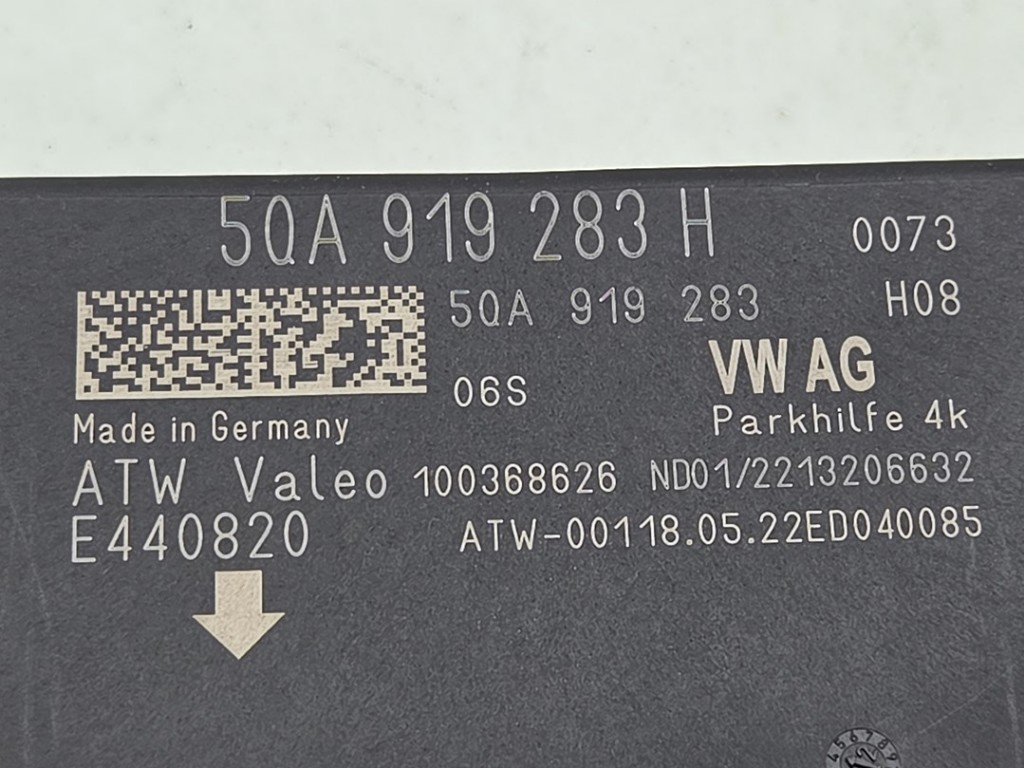 5QA 919 283 H 0073
5QA 919 283 H08
06S VW AG
Parkhilfe 4k
Made in Germany
ATW Valeo 100368626 ND01/2213206632
E440820 ATW-00118.05.22ED040085
456789